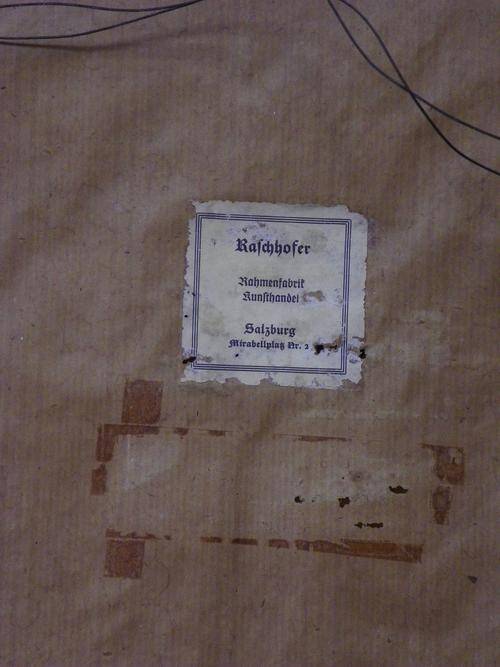 Raschhofer
Rahmenfabrik
Kunsthandel
Salzburg
Mirabellplatz Nr. 2